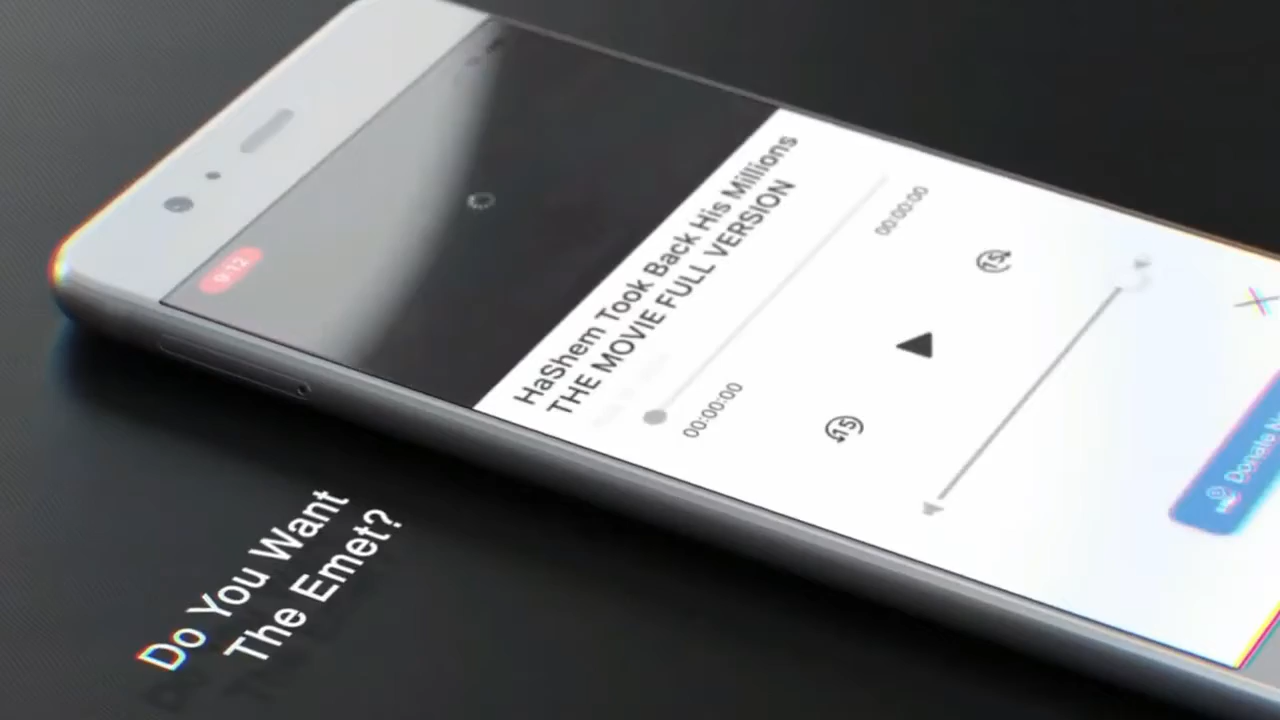 9:12
HaShem Took Back His Millions
THE MOVIE FULL VERSION
00:00:00
00:00:00
15
15
Donate
Do You Want
The Emet?